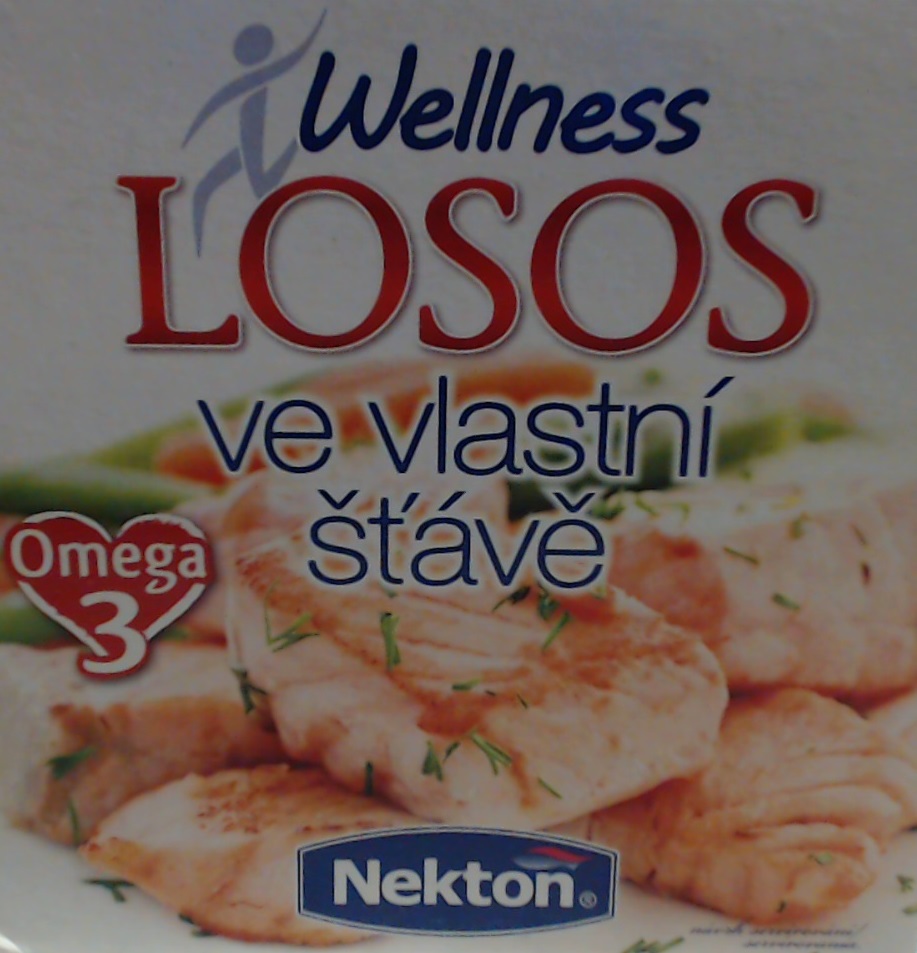 Wellness
LOSOS
ve vlastní
šťávě
Omega
3
Nekton®